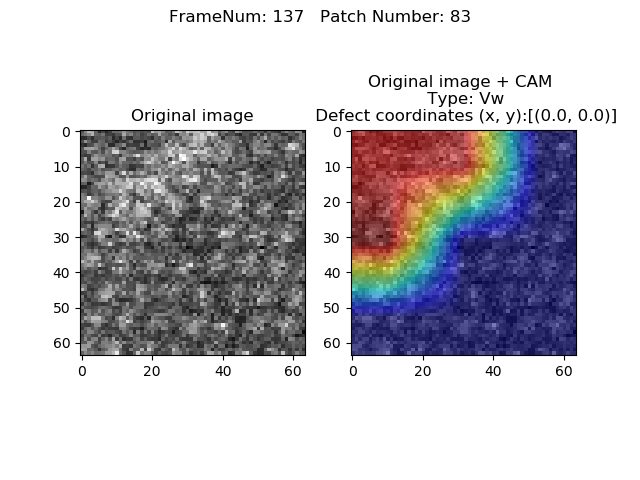 FrameNum: 137   Patch Number: 83
Original image
Original image + CAM
Type: Vw
Defect coordinates (x, y):[(0.0, 0.0)]
0
10
20
30
40
50
60
0 20 40 60
0
10
20
30
40
50
60
0 20 40 60